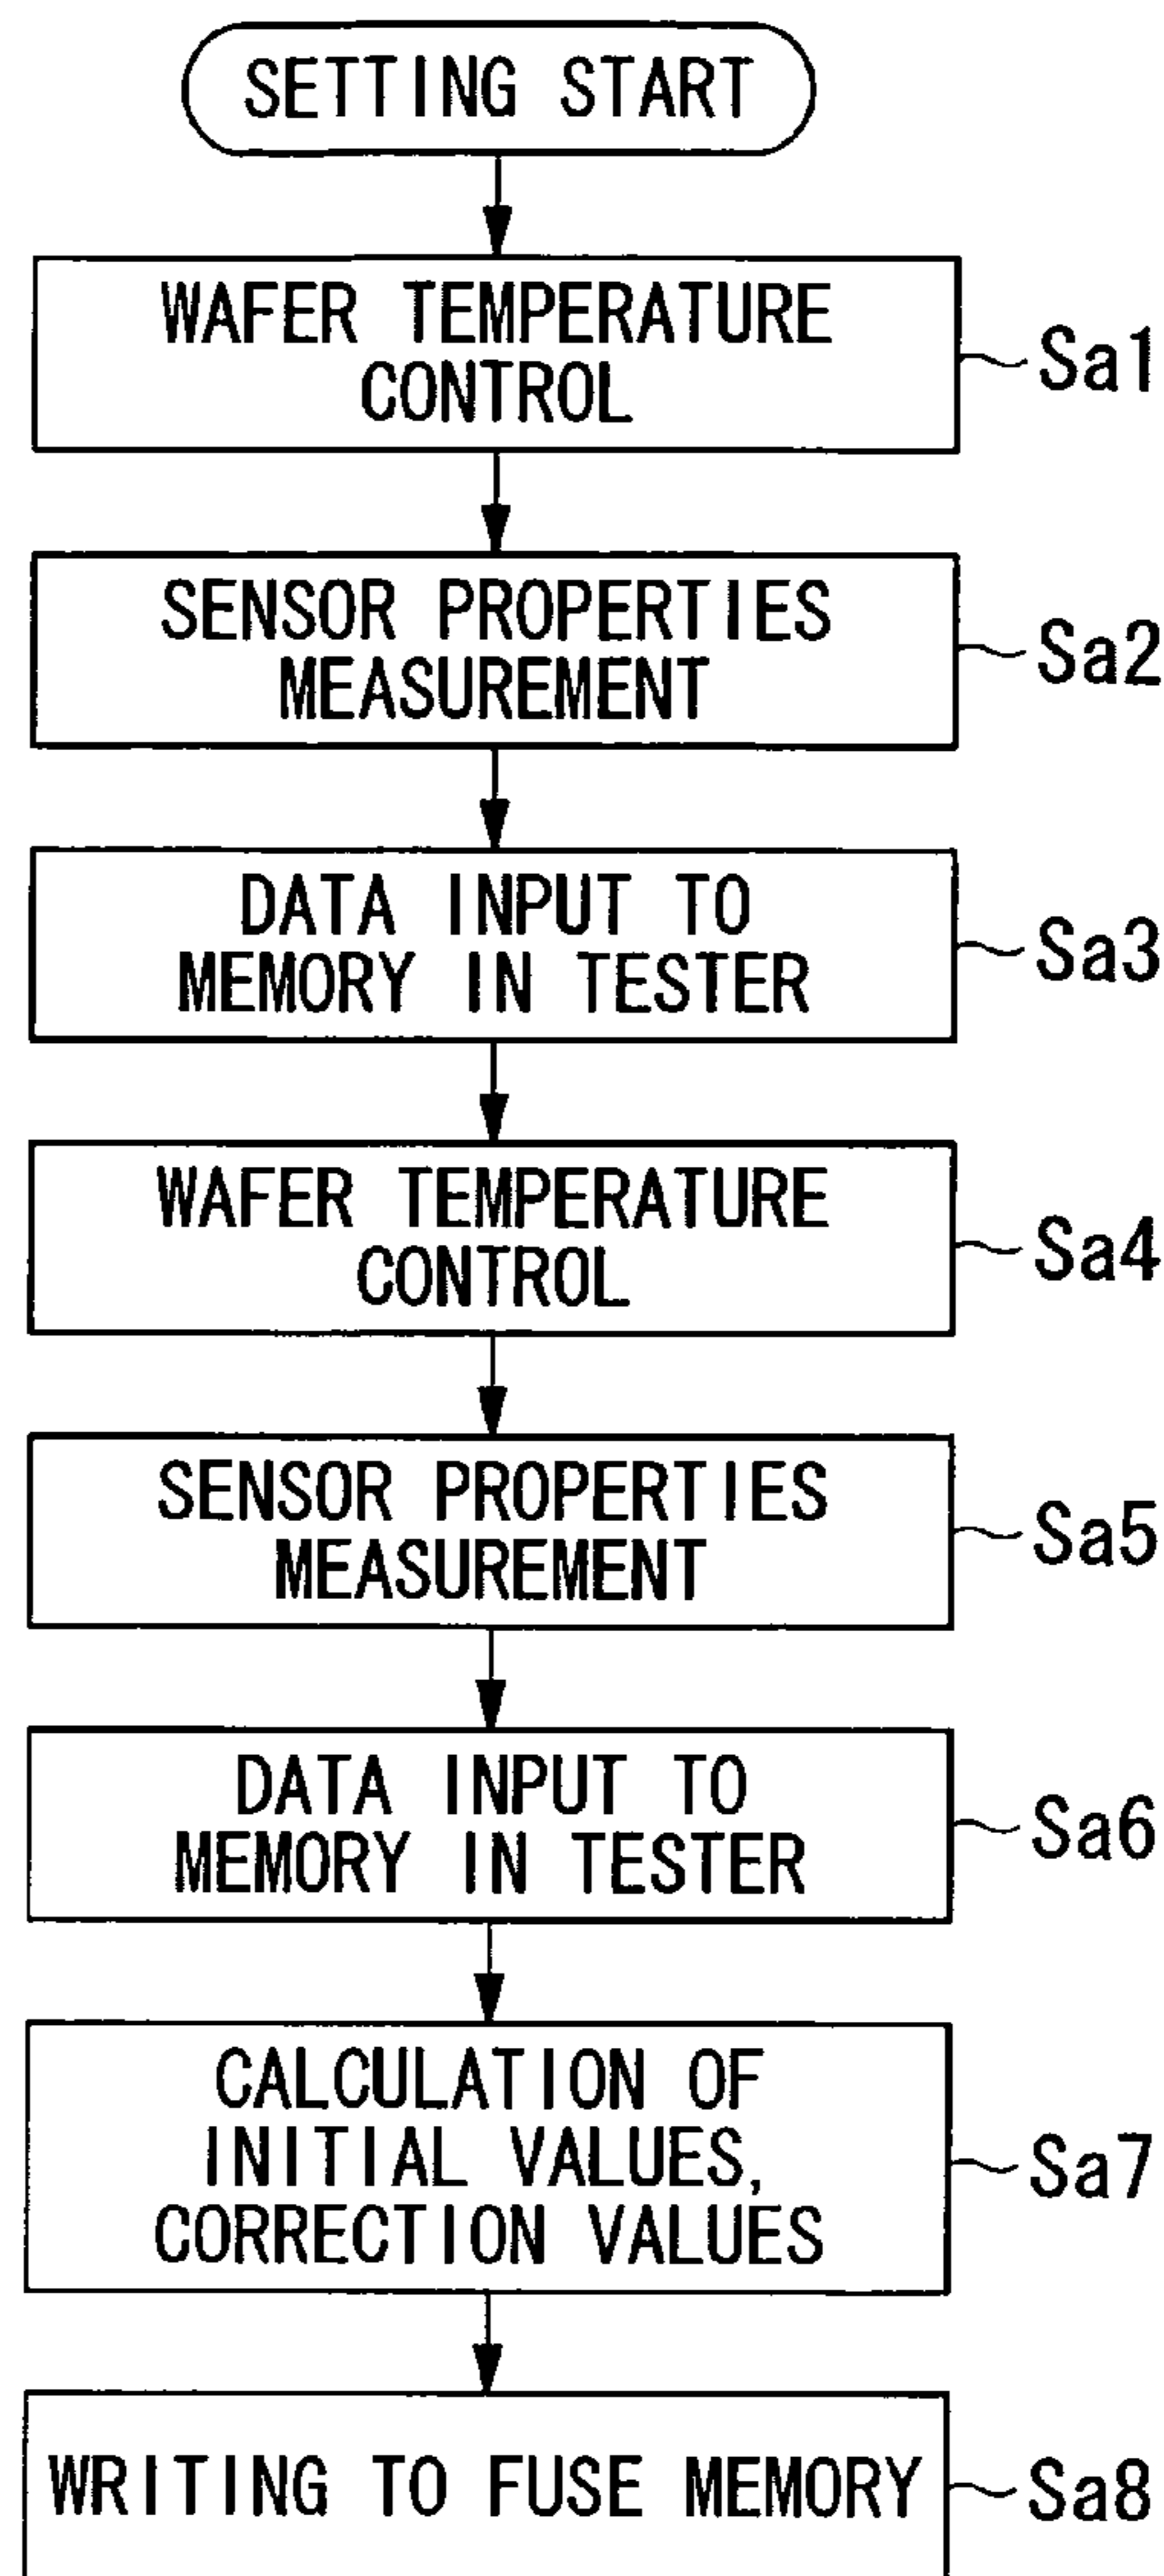 SETTING START
WAFER TEMPERATURE
CONTROL
Sa1
SENSOR PROPERTIES
MEASUREMENT
Sa2
DATA INPUT TO
MEMORY IN TESTER
Sa3
WAFER TEMPERATURE
CONTROL
Sa4
SENSOR PROPERTIES
MEASUREMENT
Sa5
DATA INPUT TO
MEMORY IN TESTER
Sa6
CALCULATION OF
INITIAL VALUES,
CORRECTION VALUES
Sa7
WRITING TO FUSE MEMORY
Sa8